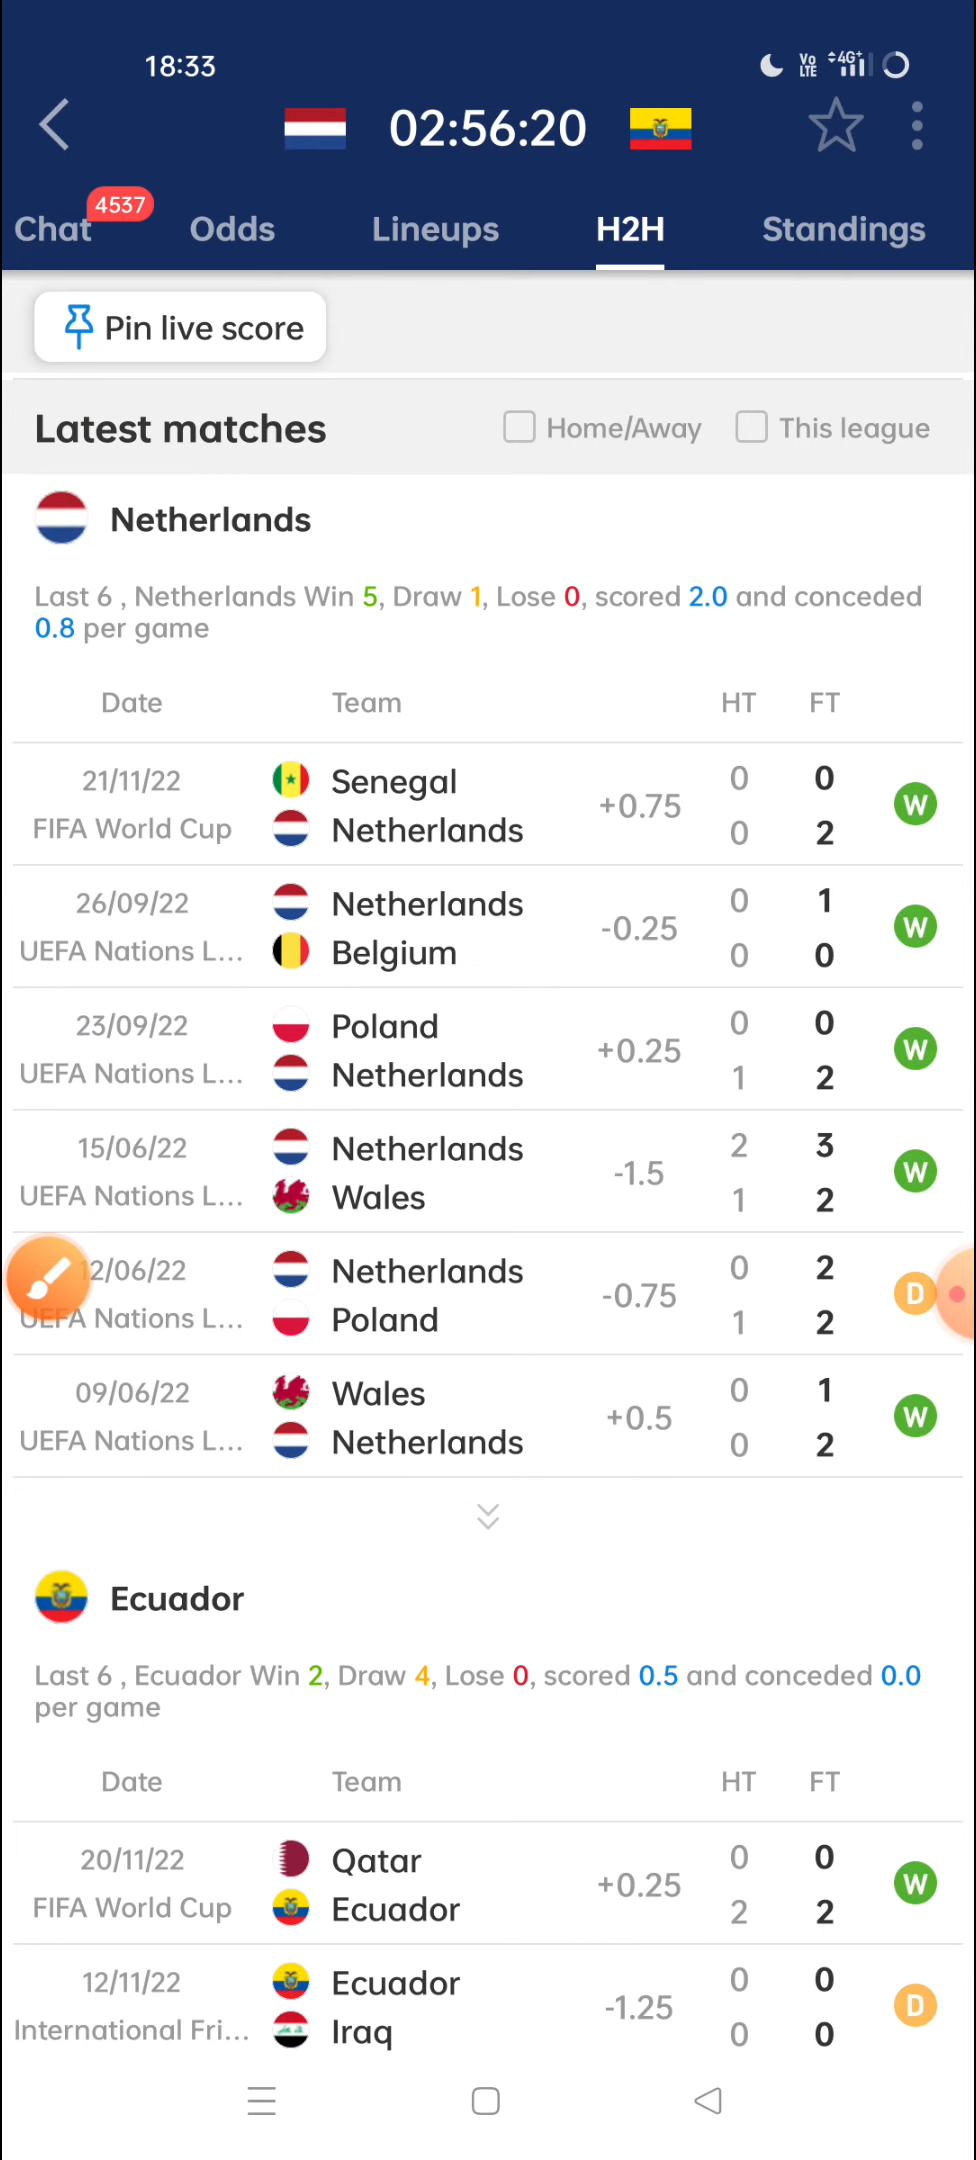 18:33
Vo LTE 4G+
02:56:20
4537
Chat Odds Lineups H2H Standings
Pin live score
Latest matches Home/Away This league
Netherlands
Last 6 , Netherlands Win 5, Draw 1, Lose 0, scored 2.0 and conceded
0.8 per game
Date Team HT FT
21/11/22 Senegal 0 0
FIFA World Cup Netherlands +0.75 0 2 W
26/09/22 Netherlands 0 1
UEFA Nations L... Belgium -0.25 0 0 W
23/09/22 Poland 0 0
UEFA Nations L... Netherlands +0.25 1 2 W
15/06/22 Netherlands 2 3
UEFA Nations L... Wales -1.5 1 2 W
12/06/22 Netherlands 0 2
UEFA Nations L... Poland -0.75 1 2 D
09/06/22 Wales 0 1
UEFA Nations L... Netherlands +0.5 0 2 W
Ecuador
Last 6 , Ecuador Win 2, Draw 4, Lose 0, scored 0.5 and conceded 0.0
per game
Date Team HT FT
20/11/22 Qatar 0 0
FIFA World Cup Ecuador +0.25 2 2 W
12/11/22 Ecuador 0 0
International Fri... Iraq -1.25 0 0 D